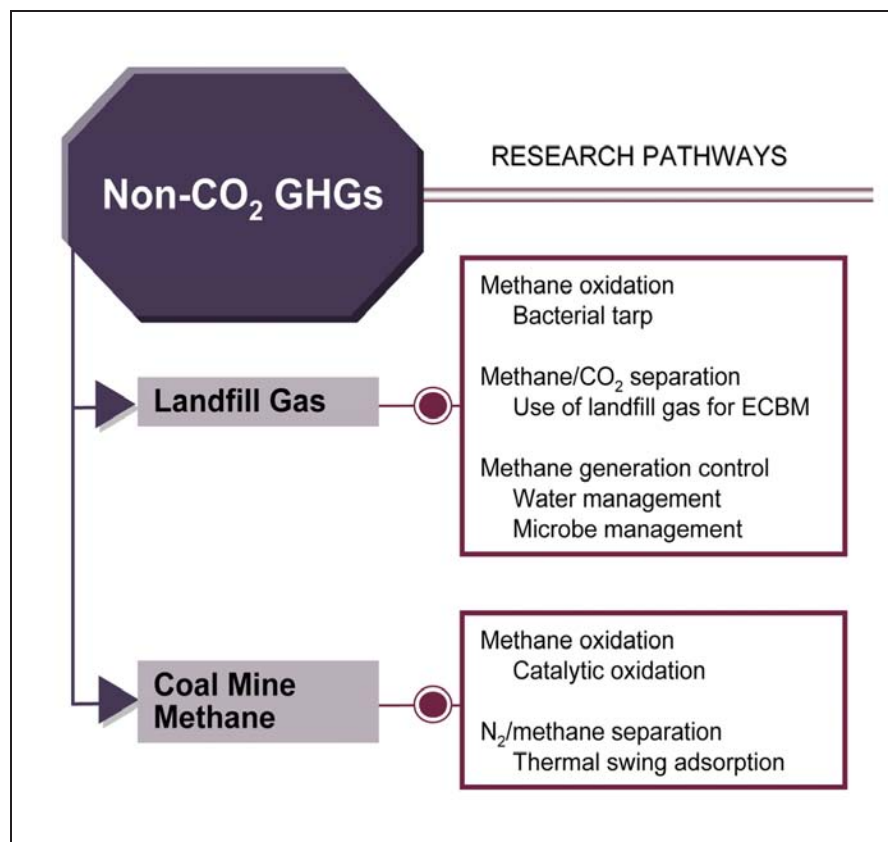 Non-CO₂ GHGs
RESEARCH PATHWAYS
Landfill Gas
Methane oxidation
Bacterial tarp
Methane/CO₂ separation
Use of landfill gas for ECBM
Methane generation control
Water management
Microbe management
Coal Mine
Methane
Methane oxidation
Catalytic oxidation
N₂/methane separation
Thermal swing adsorption